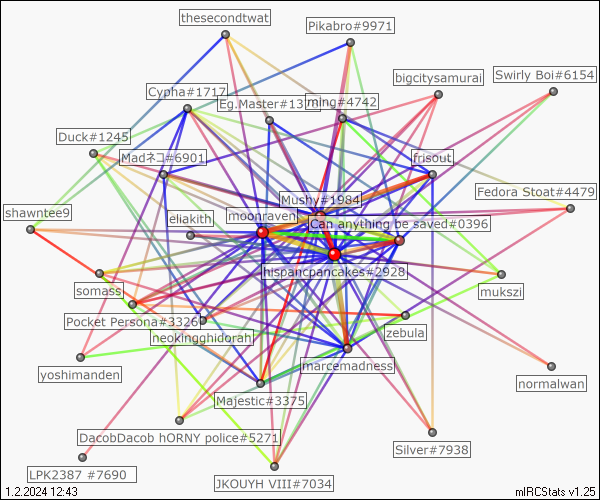 thesecondtwat
Pikabro#9971
bigcitysamurai
Swirly Boi#6154
Cypha#1717
Eg.Master#13
ming#4742
Duck#1245
Madネコ#6901
frisout
Mushy#1984
Fedora Stoat#4479
shawntee9
eliakith
moonraven
Can anything be saved#0396
hispancpancakes#2928
somass
mukszi
Pocket Persona#3326
neokingghidorah
zebula
marcemadness
yoshimanden
normalwan
Majestic#3375
DacobDacob hORNY police#5271
Silver#7938
LPK2387 #7690
JKOUYH VIII#7034
1.2.2024 12:43
mIRCStats v1.25